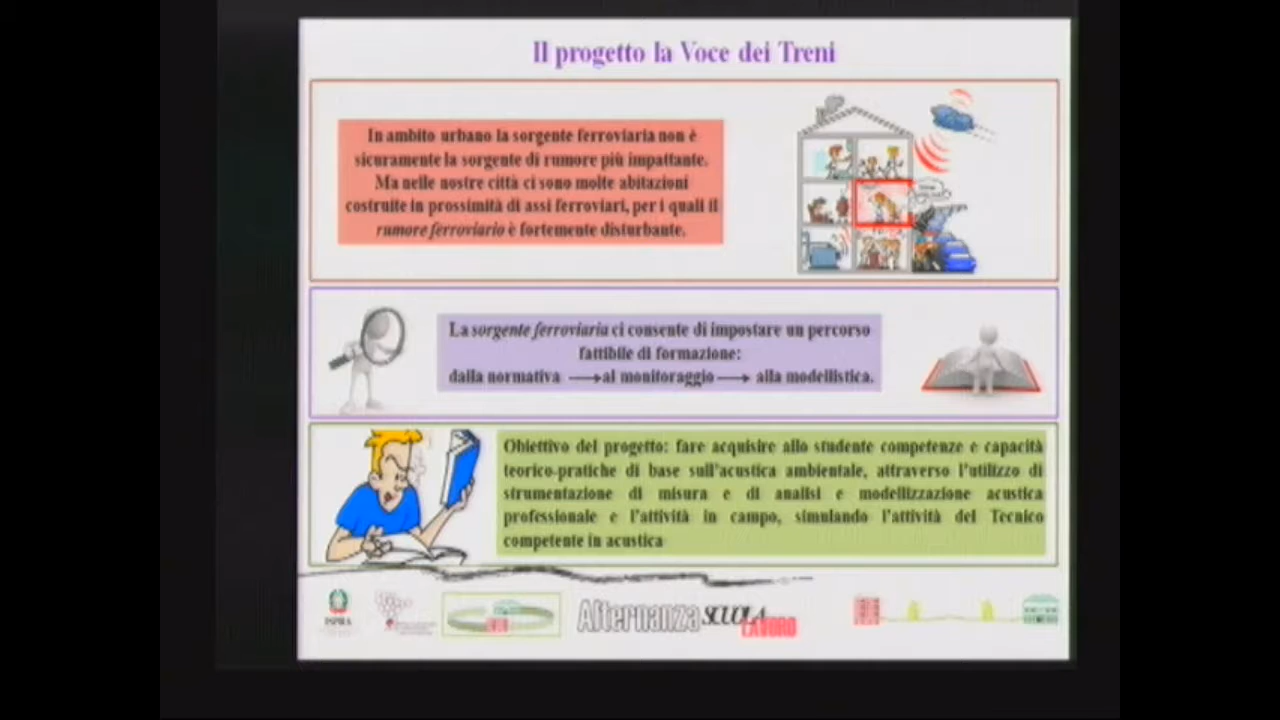 Il progetto la Voce dei Treni
In ambito urbano la sorgente ferroviaria non è
sicuramente la sorgente di rumore più impattante.
Ma nelle nostre città ci sono molte abitazioni
costruite in prossimità di assi ferroviari, per i quali il
rumore ferroviario è fortemente disturbante.
La sorgente ferroviaria ci consente di impostare un percorso
fattibile di formazione:
dalla normativa → al monitoraggio → alla modellistica.
Obiettivo del progetto: fare acquisire allo studente competenze e capacità
teorico-pratiche di base sull'acustica ambientale, attraverso l'utilizzo di
strumentazione di misura e di analisi e modellizzazione acustica
professionale e l'attività in campo, simulando l'attività del Tecnico
competente in acustica
ISPRA
Alternanza SCUOLA
LAVORO